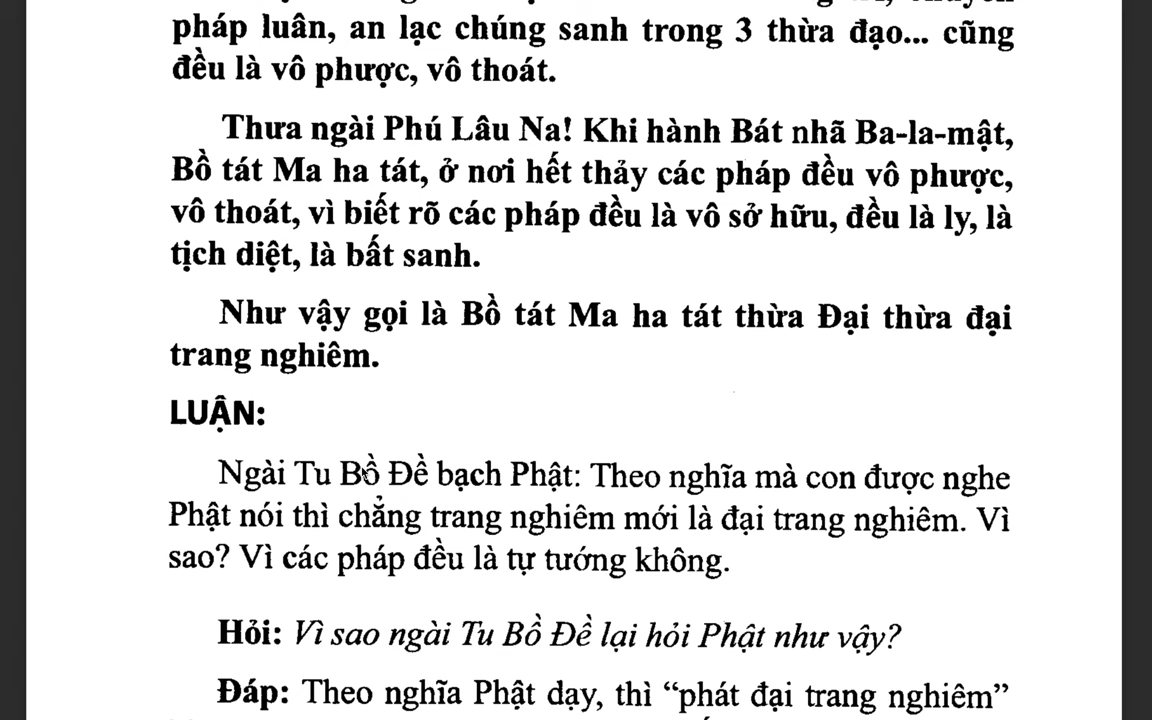 pháp luân, an lạc chúng sanh trong 3 thừa đạo... cũng
đều là vô phược, vô thoát.
Thưa ngài Phú Lâu Na! Khi hành Bát nhã Ba-la-mật,
Bồ tát Ma ha tát, ở nơi hết thảy các pháp đều vô phược,
vô thoát, vì biết rõ các pháp đều là vô sở hữu, đều là ly, là
tịch diệt, là bất sanh.
Như vậy gọi là Bồ tát Ma ha tát thừa Đại thừa đại
trang nghiêm.
LUẬN:
Ngài Tu Bồ Đề bạch Phật: Theo nghĩa mà con được nghe
Phật nói thì chẳng trang nghiêm mới là đại trang nghiêm. Vì
sao? Vì các pháp đều là tự tướng không.
Hỏi: Vì sao ngài Tu Bồ Đề lại hỏi Phật như vậy?
Đáp: Theo nghĩa Phật dạy, thì “phát đại trang nghiêm”